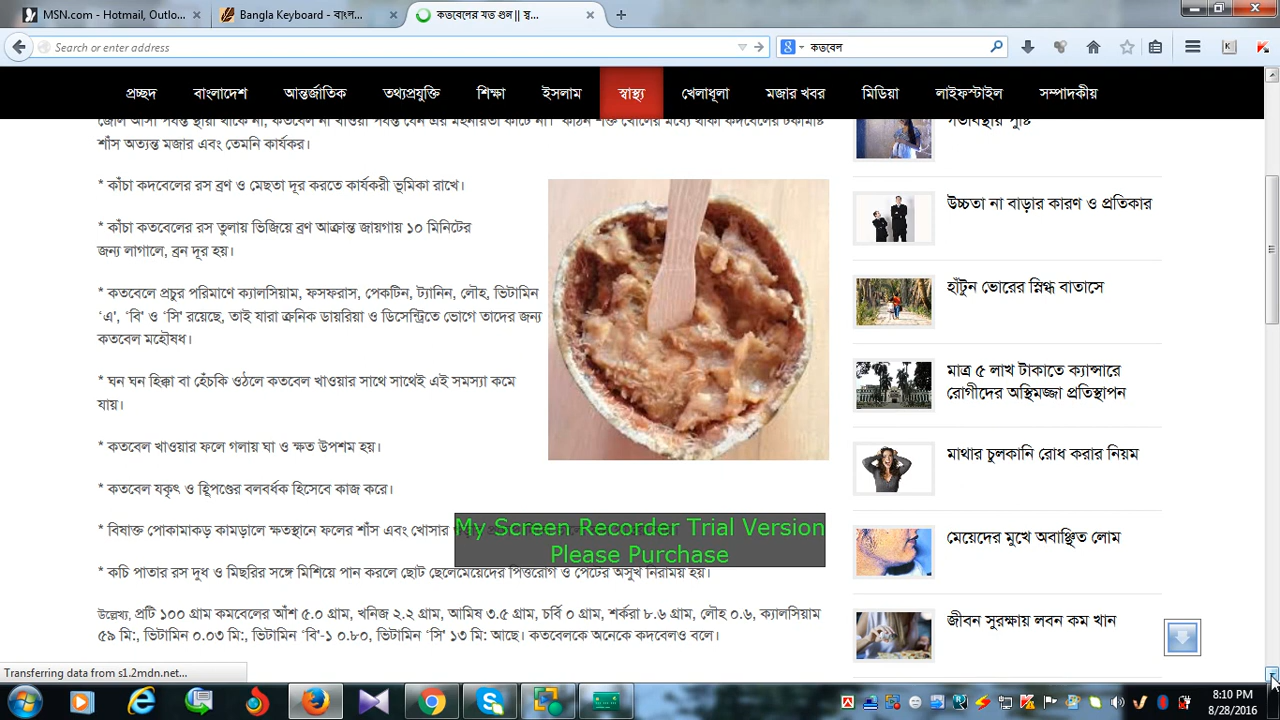 MSN.com - Hotmail, Outlo...
Bangla Keyboard - বাংল...
কতবেলের যত গুন || স্ব...
Search or enter address
কতবেল
প্রচ্ছদ বাংলাদেশ আন্তর্জাতিক তথ্যপ্রযুক্তি শিক্ষা ইসলাম স্বাস্থ্য খেলাধূলা মজার খবর মিডিয়া লাইফস্টাইল সম্পাদকীয়
শাঁস অত্যন্ত মজার এবং তেমনি কার্যকর।
* কাঁচা কদবেলের রস ব্রণ ও মেছতা দূর করতে কার্যকরী ভূমিকা রাখে।
* কাঁচা কতবেলের রস তুলায় ভিজিয়ে ব্রণ আক্রান্ত জায়গায় ১০ মিনিটের
জন্য লাগালে, ব্রন দূর হয়।
* কতবেলে প্রচুর পরিমাণে ক্যালসিয়াম, ফসফরাস, পেকটিন, ট্যানিন, লৌহ, ভিটামিন
‘এ’, ‘বি’ ও ‘সি’ রয়েছে, তাই যারা ক্রনিক ডায়রিয়া ও ডিসেন্ট্রিতে ভোগে তাদের জন্য
কতবেল মহৌষধ।
* ঘন ঘন হিক্কা বা হেঁচকি ওঠলে কতবেল খাওয়ার সাথে সাথেই এই সমস্যা কমে
যায়।
* কতবেল খাওয়ার ফলে গলায় ঘা ও ক্ষত উপশম হয়।
* কতবেল যকৃৎ ও হৃৎপিণ্ডের বলবর্ধক হিসেবে কাজ করে।
* বিষাক্ত পোকামাকড় কামড়ালে ক্ষতস্থানে ফলের শাঁস এবং খোসার
My Screen Recorder Trial Version
Please Purchase
* কচি পাতার রস দুধ ও মিছরির সঙ্গে মিশিয়ে পান করলে ছোট ছেলেমেয়েদের পিত্তরোগ ও পেটের অসুখ নিরাময় হয়।
উল্লেখ্য, প্রটি ১০০ গ্রাম কমবেলের আঁশ ৫.০ গ্রাম, খনিজ ২.২ গ্রাম, আমিষ ৩.৫ গ্রাম, চর্বি ০ গ্রাম, শর্করা ৮.৬ গ্রাম, লৌহ ০.৬, ক্যালসিয়াম
৫৯ মি:, ভিটামিন ০.০৩ মি:, ভিটামিন ‘বি’-১ ০.৮০, ভিটামিন ‘সি’ ১৩ মি: আছে। কতবেলকে অনেকে কদবেলও বলে।
উচ্চতা না বাড়ার কারণ ও প্রতিকার
হাঁটুন ভোরের স্নিগ্ধ বাতাসে
মাত্র ৫ লাখ টাকাতে ক্যান্সারে
রোগীদের অস্থিমজ্জা প্রতিস্থাপন
মাথার চুলকানি রোধ করার নিয়ম
মেয়েদের মুখে অবাঞ্ছিত লোম
জীবন সুরক্ষায় লবন কম খান
Transferring data from s1.2mdn.net...
8:10 PM
8/28/2016